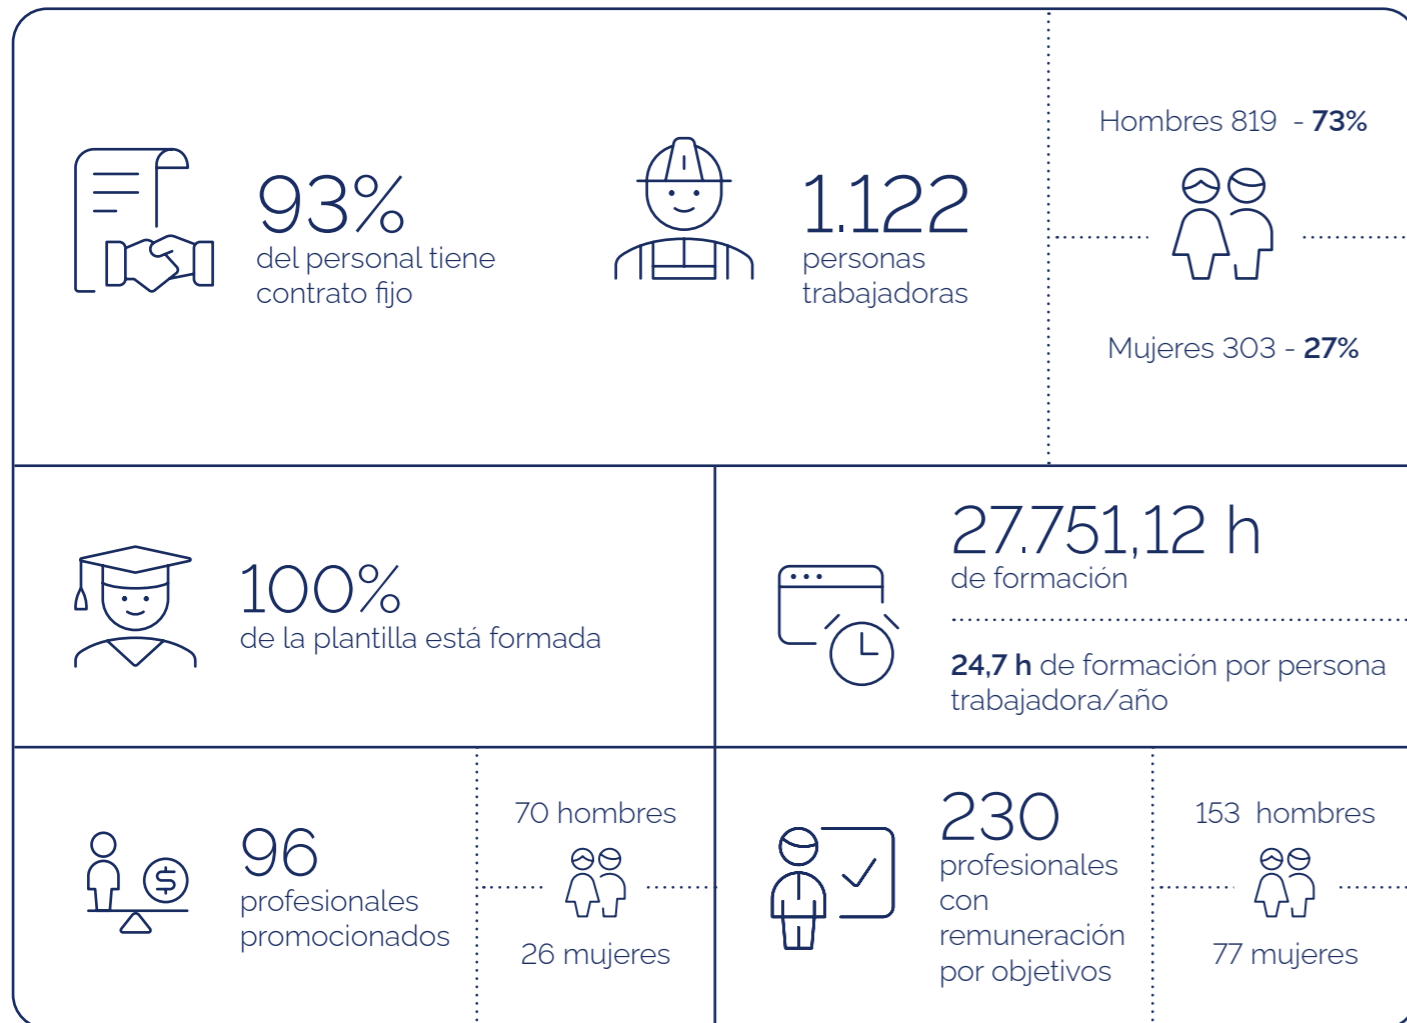 93%
del personal tiene
contrato fijo
1.122
personas
trabajadoras
Hombres 819 - 73%
Mujeres 303 - 27%
100%
de la plantilla está formada
27.751,12 h
de formación
24,7 h de formación por persona
trabajadora/año
96
profesionales
promocionados
70 hombres
26 mujeres
230
profesionales
con
remuneración
por objetivos
153 hombres
77 mujeres